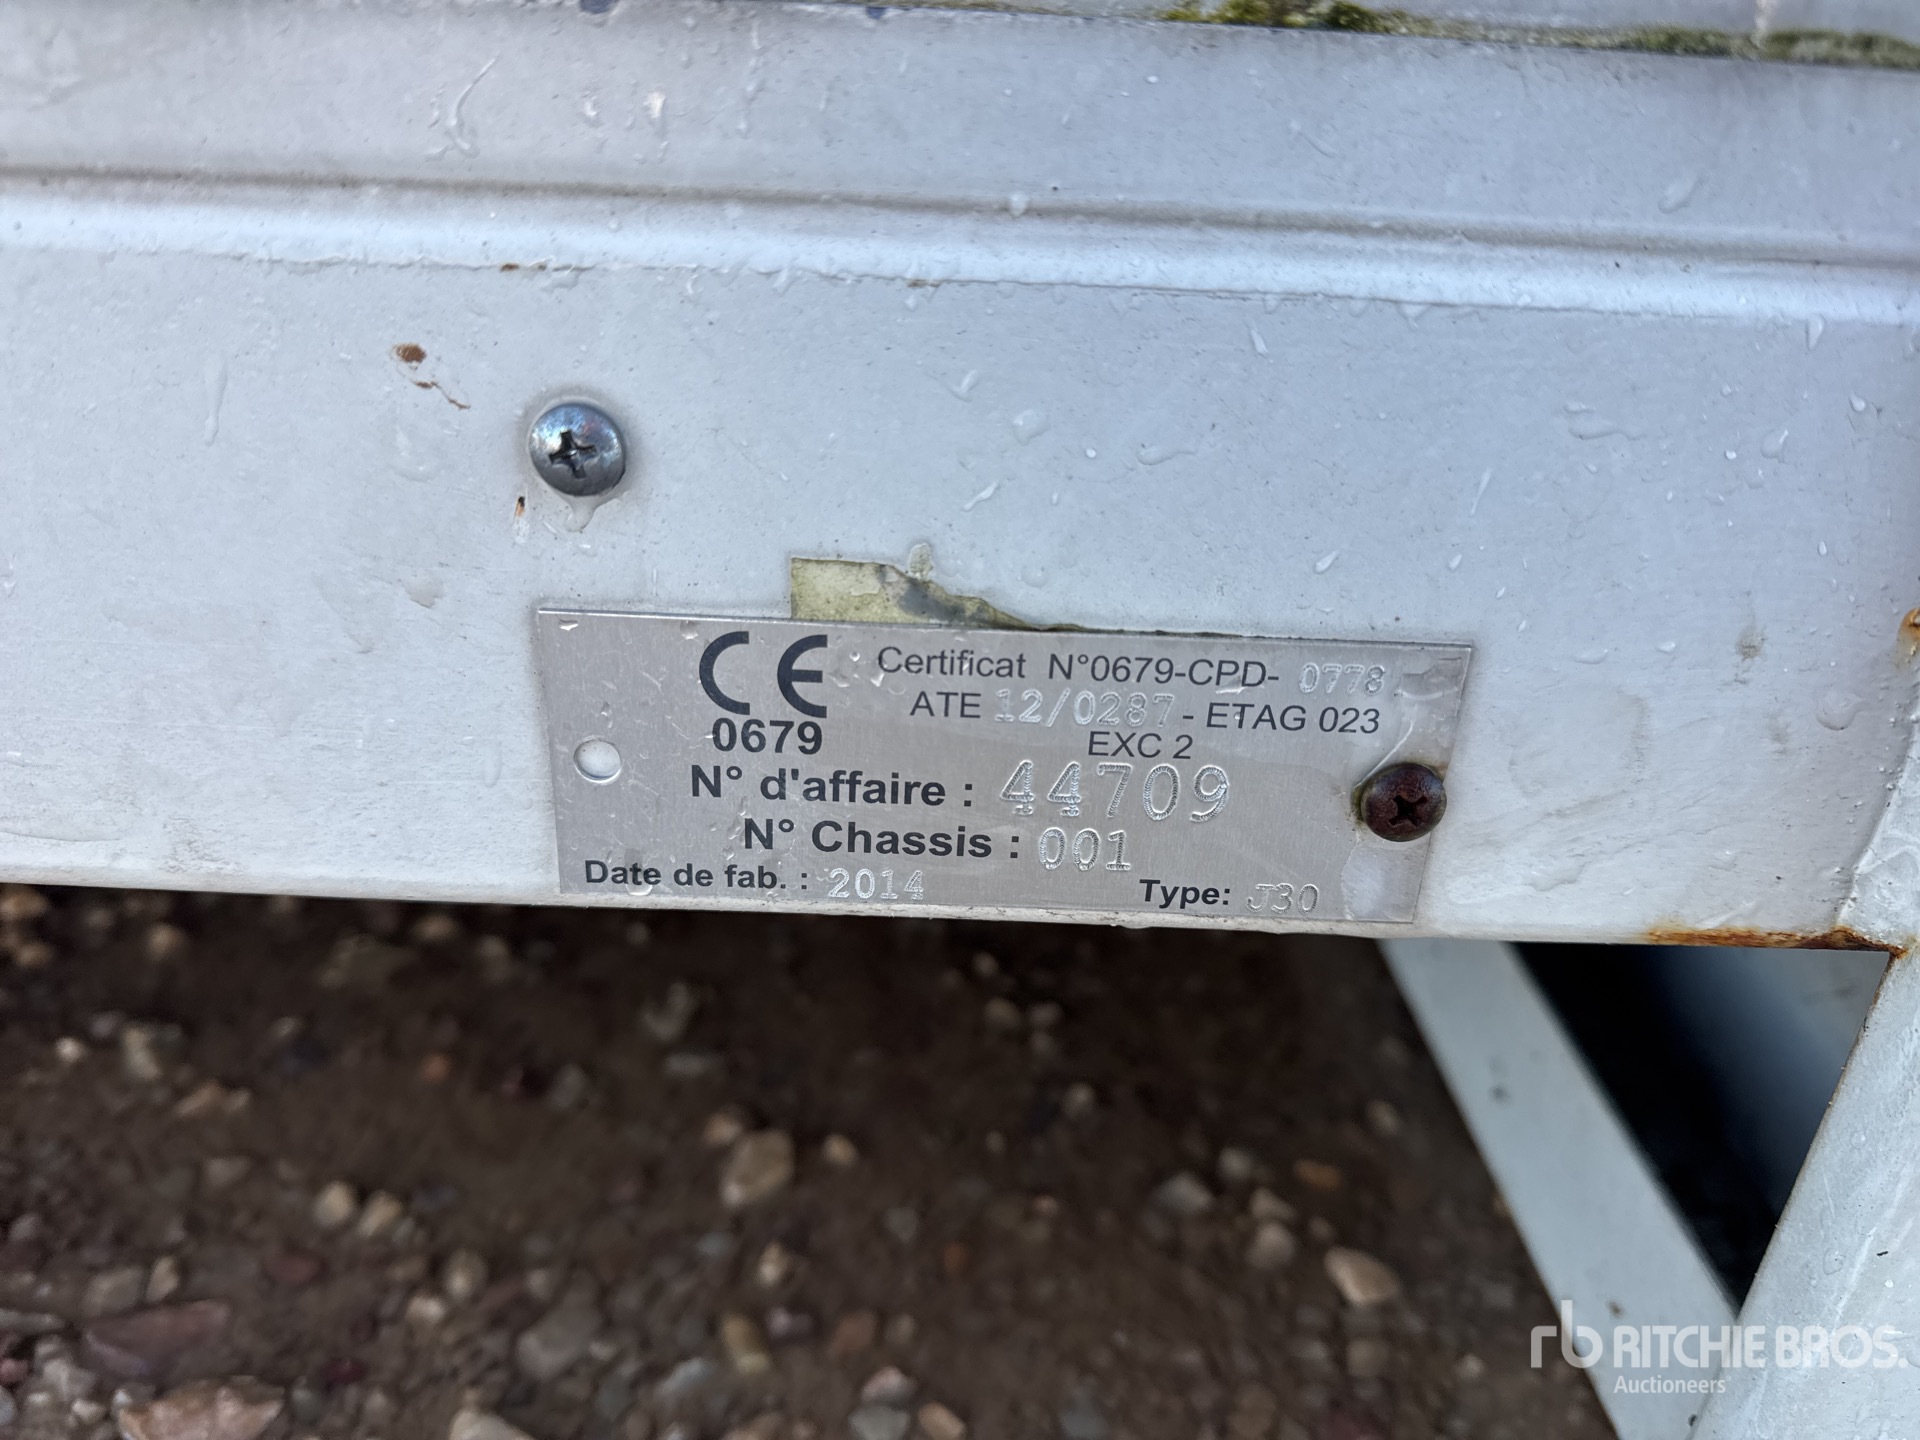 CE Certificat N°0679-CPD- 0778
ATE 12/0287 - ETAG 023
0679 EXC 2
N° d'affaire : 44709
N° Chassis : 001
Date de fab. : 2014 Type: J30
rb RITCHIE BROS.
Auctioneers